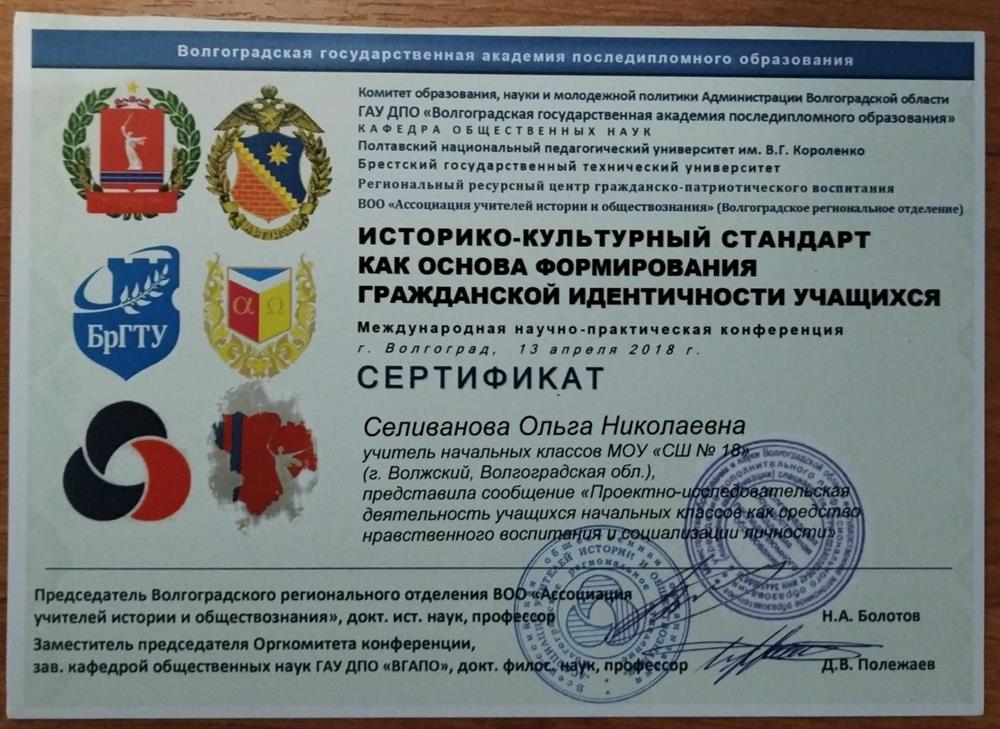 Волгоградская государственная академия последипломного образования
Комитет образования, науки и молодежной политики Администрации Волгоградской области
ГАУ ДПО «Волгоградская государственная академия последипломного образования»
КАФЕДРА ОБЩЕСТВЕННЫХ НАУК
Полтавский национальный педагогический университет им. В.Г. Короленко
Брестский государственный технический университет
Региональный ресурсный центр гражданско-патриотического воспитания
ВОО «Ассоциация учителей истории и обществознания» (Волгоградское региональное отделение)
ИСТОРИКО-КУЛЬТУРНЫЙ СТАНДАРТ
КАК ОСНОВА ФОРМИРОВАНИЯ
ГРАЖДАНСКОЙ ИДЕНТИЧНОСТИ УЧАЩИХСЯ
Международная научно-практическая конференция
г. Волгоград, 13 апреля 2018 г.
СЕРТИФИКАТ
БрГТУ
α Ω
Селиванова Ольга Николаевна
учитель начальных классов МОУ «СШ № 18»
(г. Волжский, Волгоградская обл.),
представила сообщение «Проектно-исследовательская
деятельность учащихся начальных классов как средство
нравственного воспитания и социализации личности»
Председатель Волгоградского регионального отделения ВОО «Ассоциация
учителей истории и обществознания», докт. ист. наук, профессор
Н.А. Болотов
Заместитель председателя Оргкомитета конференции,
зав. кафедрой общественных наук ГАУ ДПО «ВГАПО», докт. филос. наук, профессор
Д.В. Полежаев